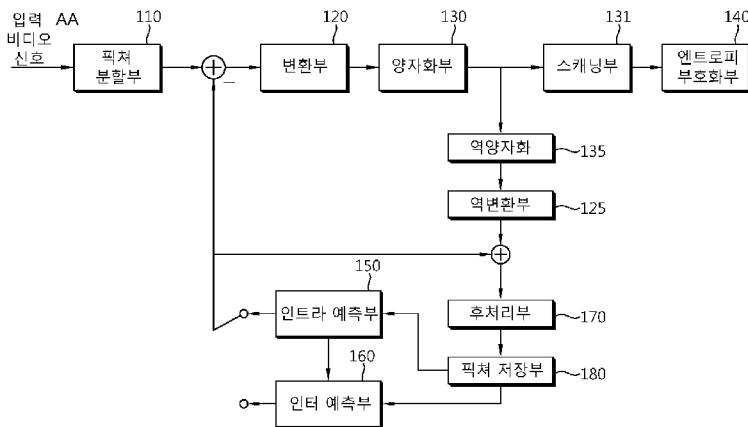 입력 AA
비디오
신호
110
픽쳐
분할부
120
변환부
130
양자화부
131
스캐닝부
140
엔트로피
부호화부
역양자화
135
역변환부
125
150
인트라 예측부
후처리부
170
160
인터 예측부
픽쳐 저장부
180